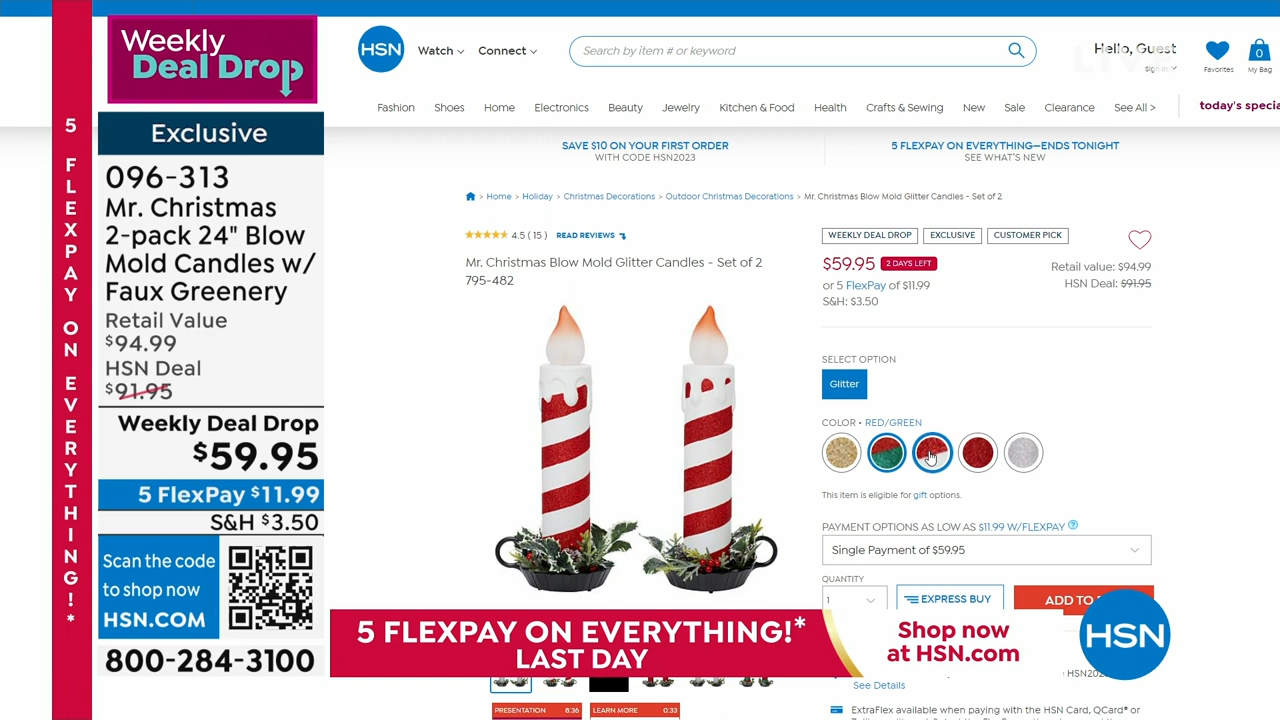 Weekly
Deal Drop
5 FLEXPAY ON EVERYTHING!*
Exclusive
096-313
Mr. Christmas
2-pack 24" Blow
Mold Candles w/
Faux Greenery
Retail Value
$94.99
HSN Deal
$91.95
Weekly Deal Drop
$59.95
5 FlexPay $11.99
S&H $3.50
Scan the code
to shop now
HSN.COM
800-284-3100
HSN
Watch
Connect
Search by item # or keyword
Hello, Guest
Sign In
LIVE
Favorites
0
My Bag
Fashion Shoes Home Electronics Beauty Jewelry Kitchen & Food Health Crafts & Sewing New Sale Clearance See All > today's specia
SAVE $10 ON YOUR FIRST ORDER
WITH CODE HSN2023
5 FLEXPAY ON EVERYTHING—ENDS TONIGHT
SEE WHAT'S NEW
> Home > Holiday > Christmas Decorations > Outdoor Christmas Decorations > Mr. Christmas Blow Mold Glitter Candles - Set of 2
4.5 ( 15 ) READ REVIEWS
Mr. Christmas Blow Mold Glitter Candles - Set of 2
795-482
WEEKLY DEAL DROP EXCLUSIVE CUSTOMER PICK
$59.95 2 DAYS LEFT
or 5 FlexPay of $11.99
S&H: $3.50
Retail value: $94.99
HSN Deal: $91.95
SELECT OPTION
Glitter
COLOR • RED/GREEN
This item is eligible for gift options.
PAYMENT OPTIONS AS LOW AS $11.99 W/FLEXPAY ?
Single Payment of $59.95
QUANTITY
1
EXPRESS BUY
ADD TO
5 FLEXPAY ON EVERYTHING!*
LAST DAY
Shop now
at HSN.com
HSN
HSN202
See Details
PRESENTATION 8:36
LEARN MORE 0:33
ExtraFlex available when paying with the HSN Card, QCard® or